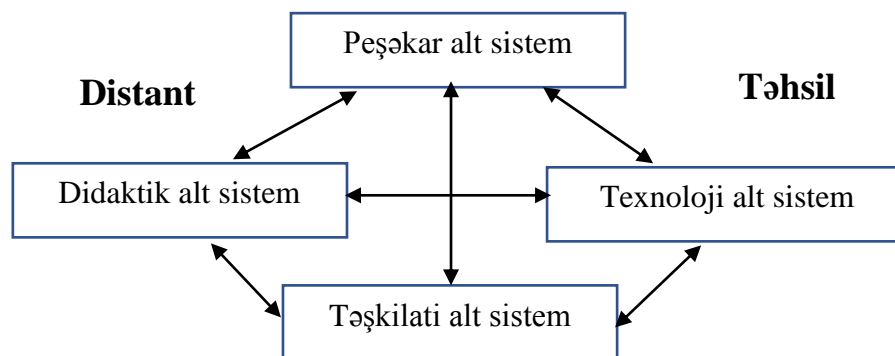 Peşəkar alt sistem
Distant
Təhsil
Didaktik alt sistem
Texnoloji alt sistem
Təşkilati alt sistem